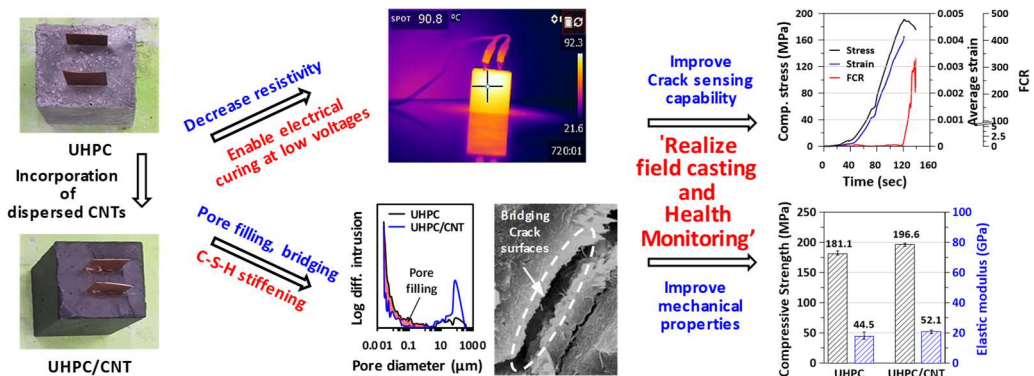 UHPC
Incorporation
of
dispersed CNTs
UHPC/CNT
Decrease resistivity
Enable electrical
curing at low voltages
Pore filling, bridging
C-S-H stiffening
SPOT 90.8 ºC
92.3
21.6
720:01
Log diff. intrusion
UHPC
UHPC/CNT
Pore
filling
0.001 0.1 10 1000
Pore diameter (μm)
Bridging
Crack
surfaces
Improve
Crack sensing
capability
'Realize
field casting
and
Health
Monitoring’
Improve
mechanical
properties
Comp. stress (MPa)
200
160
120
80
40
0
Stress
Strain
FCR
0 40 80 120 160
Time (sec)
0.005
0.004
0.003
0.002
0.001
0
Average strain
500
400
300
200
100
5
0
FCR
Compressive Strength (MPa)
250
200
150
100
50
0
181.1
44.5
196.6
52.1
UHPC UHPC/CNT
100
80
60
40
20
0
Elastic modulus (GPa)